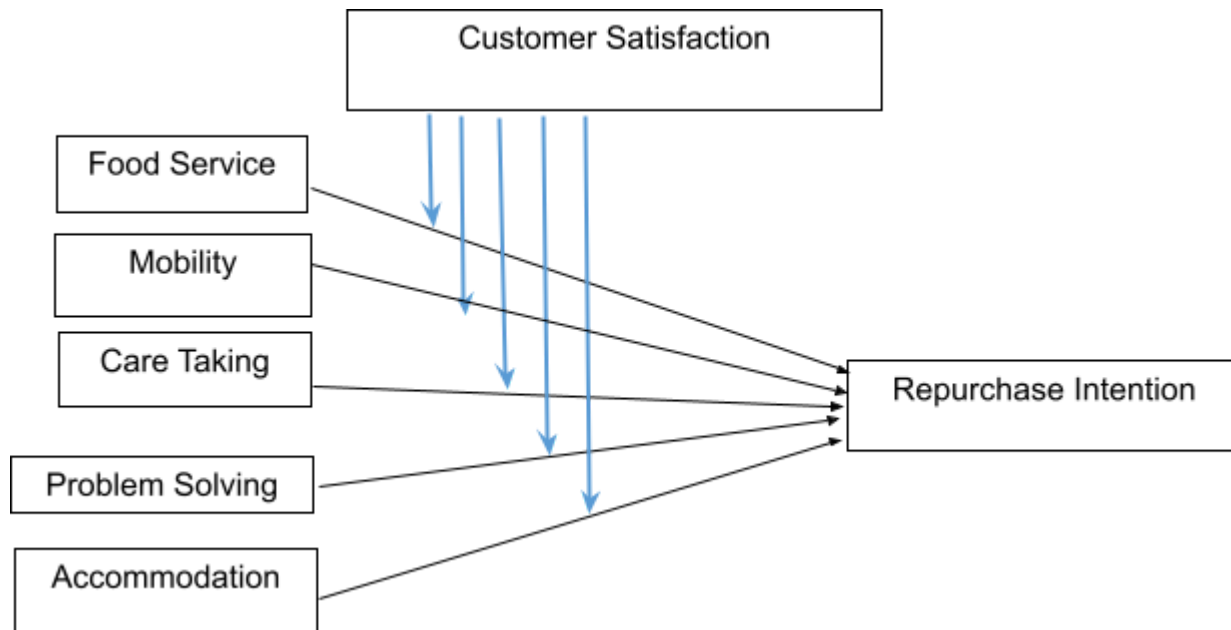 Customer Satisfaction
Food Service
Mobility
Care Taking
Repurchase Intention
Problem Solving
Accommodation